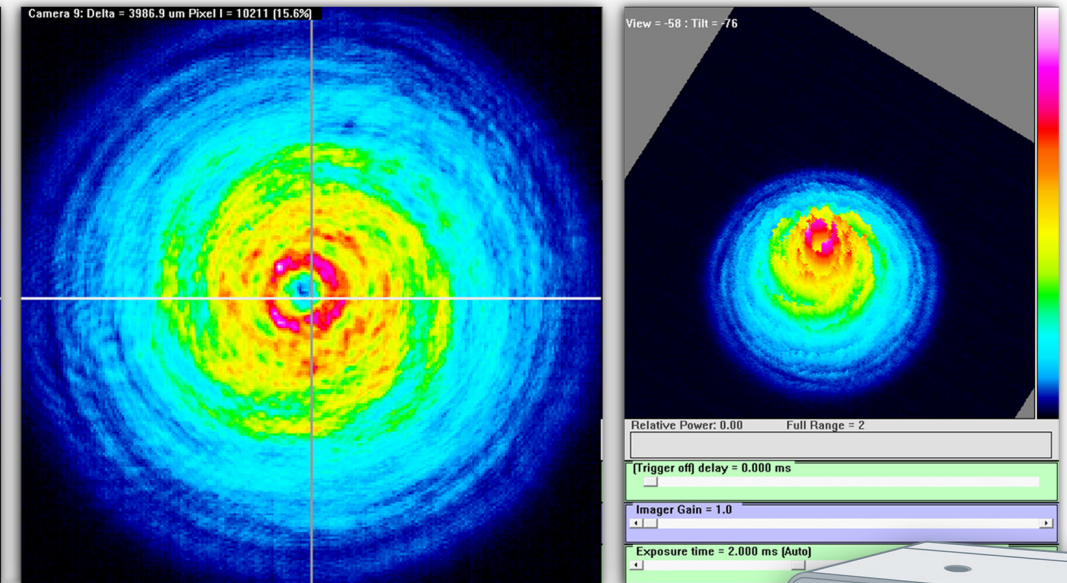 Camera 9: Delta = 3986.9 um Pixel I = 10211 (15.6%)
View = -58 : Tilt = -76
Relative Power: 0.00 Full Range = 2
(Trigger off) delay = 0.000 ms
Imager Gain = 1.0
Exposure time = 2.000 ms (Auto)